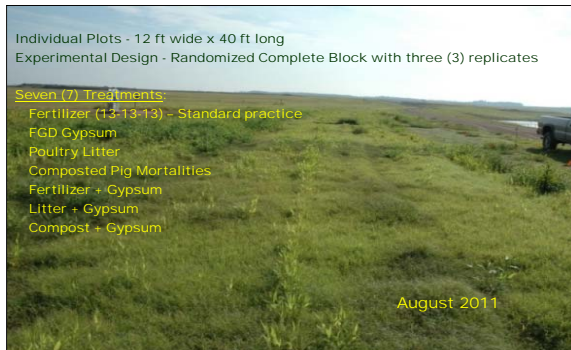 Individual Plots - 12 ft wide x 40 ft long
Experimental Design - Randomized Complete Block with three (3) replicates
Seven (7) Treatments:
Fertilizer (13-13-13) – Standard practice
FGD Gypsum
Poultry Litter
Composted Pig Mortalities
Fertilizer + Gypsum
Litter + Gypsum
Compost + Gypsum
August 2011